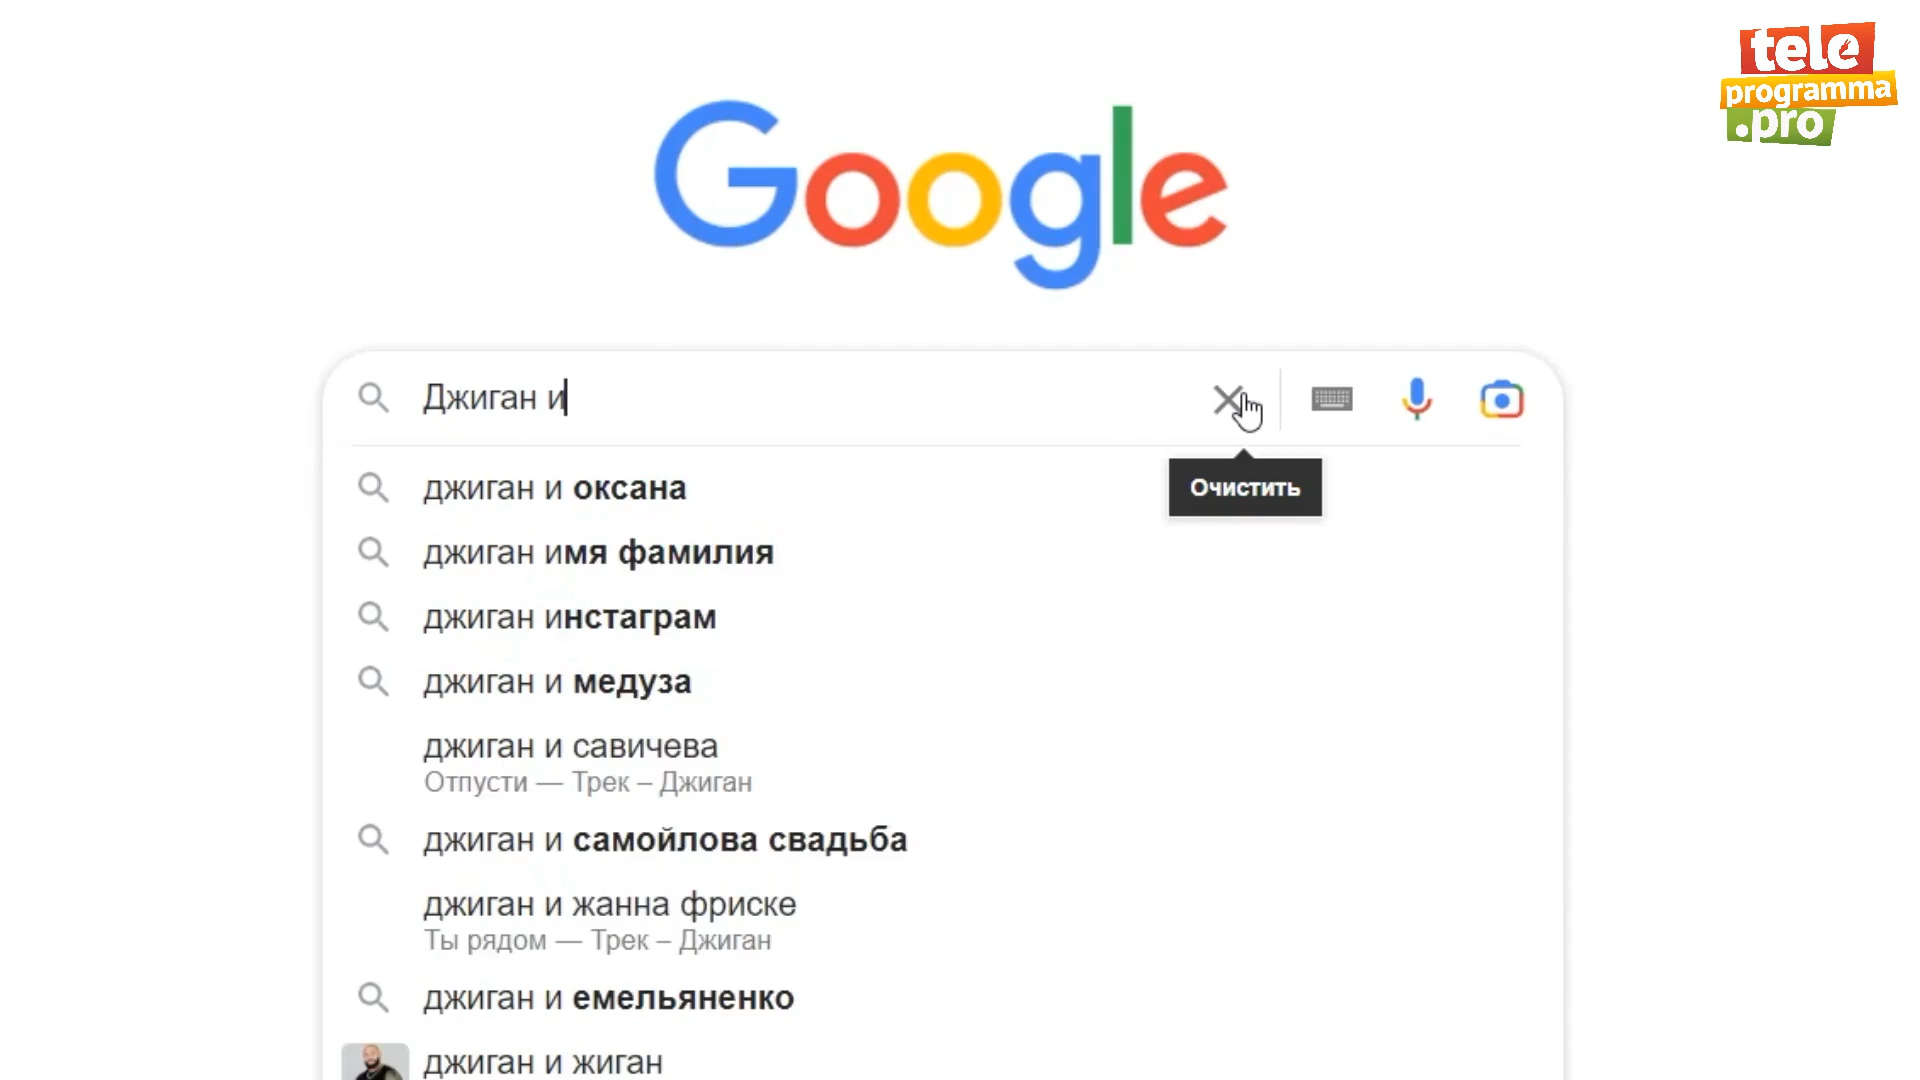 tele
programma
.pro
Google
Джиган и
Очистить
джиган и оксана
джиган имя фамилия
джиган инстаграм
джиган и медуза
джиган и савичева
Отпусти — Трек – Джиган
джиган и самойлова свадьба
джиган и жанна фриске
Ты рядом — Трек – Джиган
джиган и емельяненко
джиган и жиган